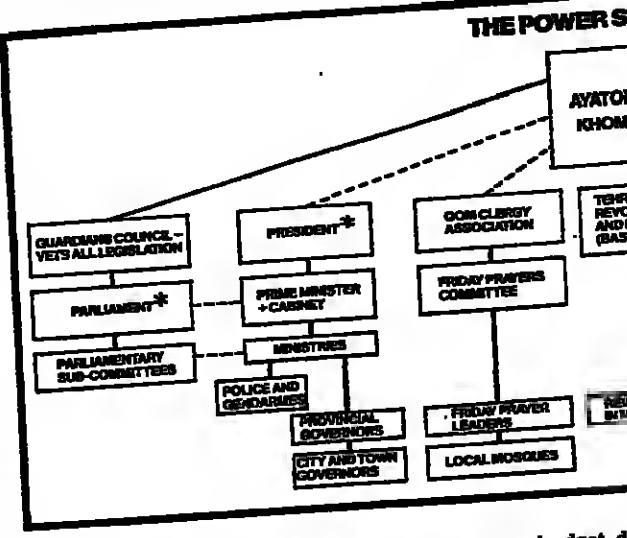 THE POWER S
AYATOL
KHOM
GUARDIANS COUNCIL –
VETS ALL LEGISLATION
PRESIDENT *
QOM CLERGY
ASSOCIATION
TEHR
REVO
AND
(BAS
PARLIAMENT *
PRIME MINISTER
+ CABINET
FRIDAY PRAYERS
COMMITTEE
PARLIAMENTARY
SUB-COMMITTEES
MINISTRIES
POLICE AND
GENDARMES
PROVINCIAL
GOVERNORS
FRIDAY PRAYER
LEADERS
CITY AND TOWN
GOVERNORS
LOCAL MOSQUES